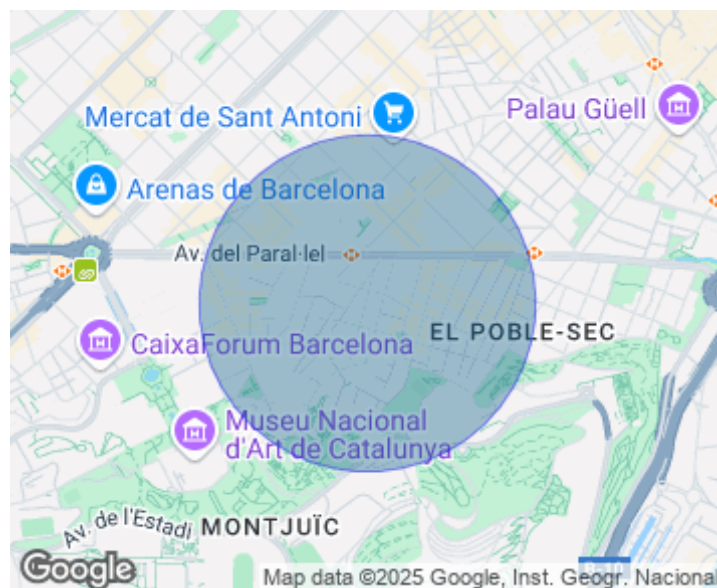 Mercat de Sant Antoni
Palau Güell
Arenas de Barcelona
Av. del Paral·lel
EL POBLE-SEC
CaixaForum Barcelona
Museu Nacional
d'Art de Catalunya
Av. de l'Estadi
MONTJUÏC
Google
Map data ©2025 Google, Inst. Geogr. Nacional